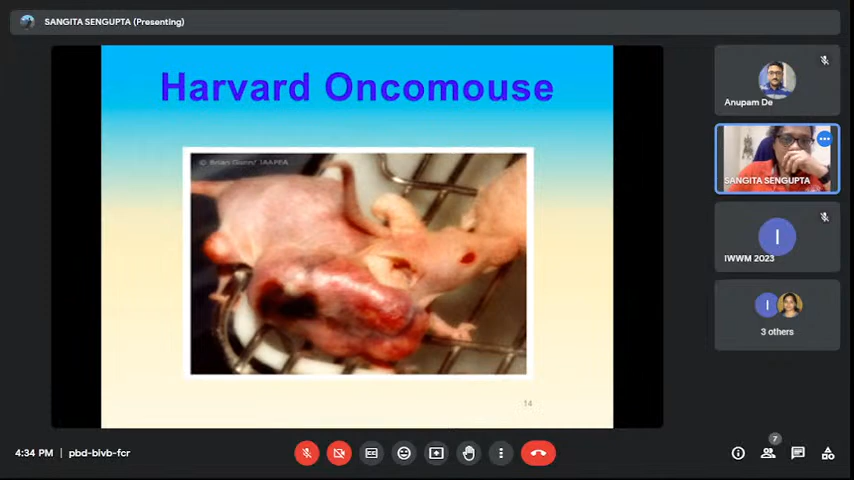 SANGITA SENGUPTA (Presenting)
Harvard Oncomouse
© Brian Gunn/ IAAPEA
14
Anupam De
SANGITA SENGUPTA
I
IWWM 2023
I
3 others
4:34 PM | pbd-bivb-fcr
7